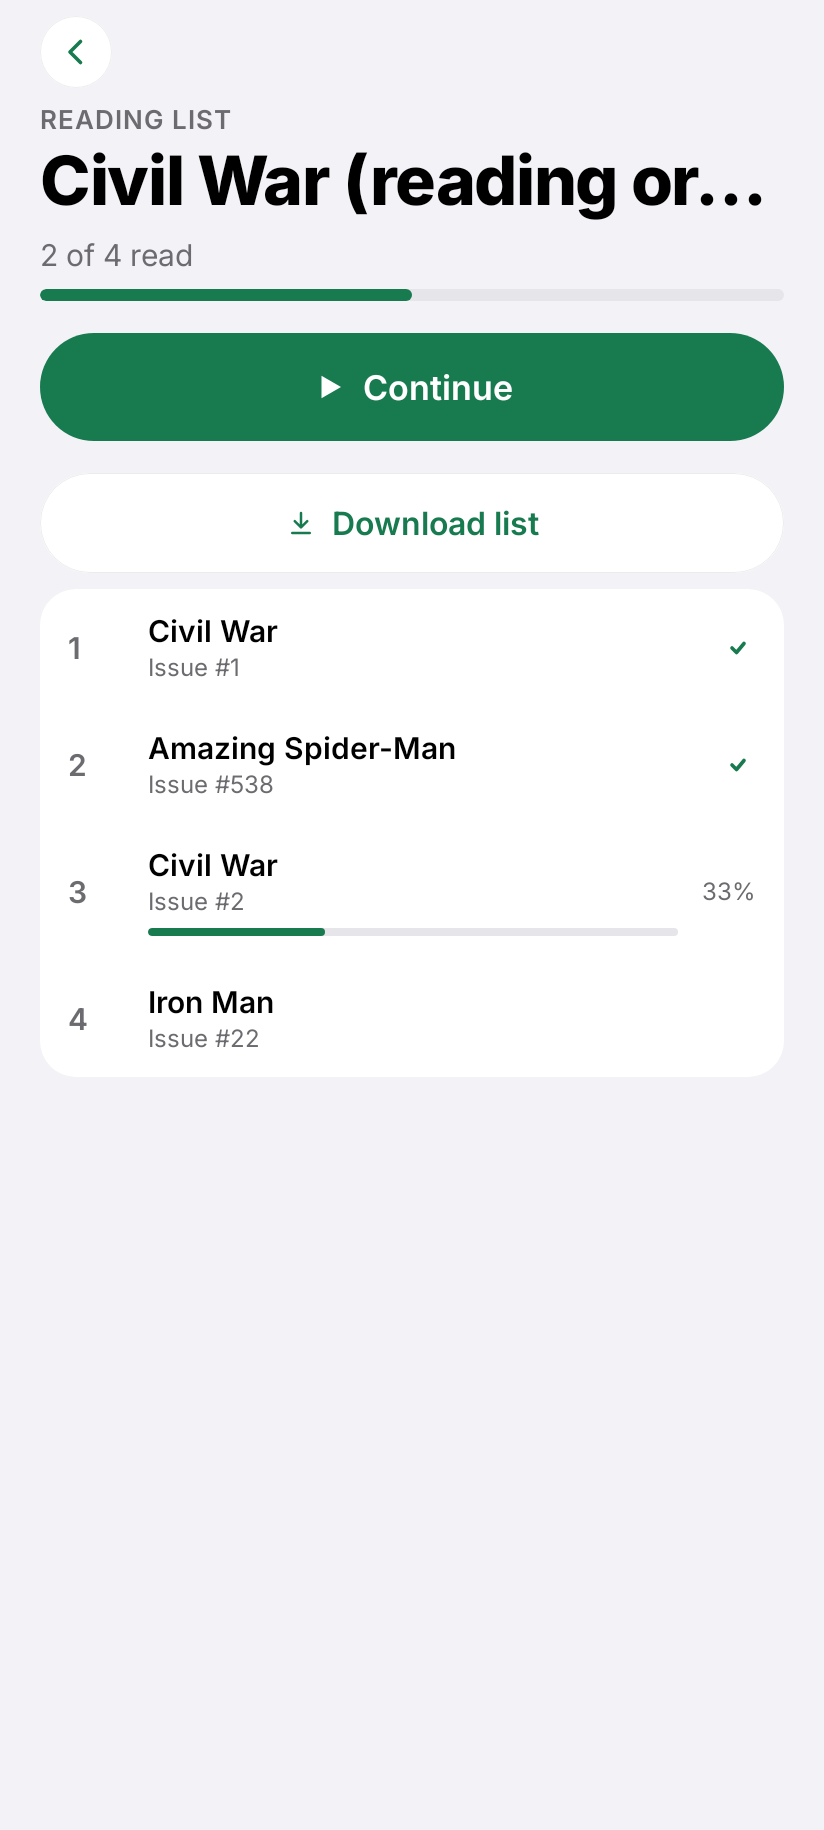 READING LIST
Civil War (reading or...
2 of 4 read
Continue
Download list
1
Civil War
Issue #1
2
Amazing Spider-Man
Issue #538
3
Civil War
Issue #2
33%
4
Iron Man
Issue #22